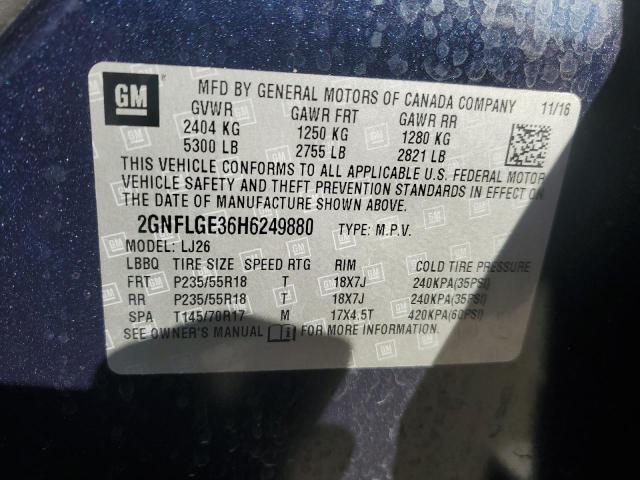 GM
MFD BY GENERAL MOTORS OF CANADA COMPANY 11/16
GVWR GAWR FRT GAWR RR
2404 KG 1250 KG 1280 KG
5300 LB 2755 LB 2821 LB
THIS VEHICLE CONFORMS TO ALL APPLICABLE U.S. FEDERAL MOTOR
VEHICLE SAFETY AND THEFT PREVENTION STANDARDS IN EFFECT ON
THE DATE OF MANUFACTURE SHOWN ABOVE.
2GNFLGE36H6249880 TYPE: M.P.V.
MODEL: LJ26
LBBQ TIRE SIZE SPEED RTG RIM COLD TIRE PRESSURE
FRT P235/55R18 T 18X7J 240KPA(35PSI)
RR P235/55R18 T 18X7J 240KPA(35PSI)
SPA T145/70R17 M 17X4.5T 420KPA(60PSI)
SEE OWNER'S MANUAL FOR MORE INFORMATION.